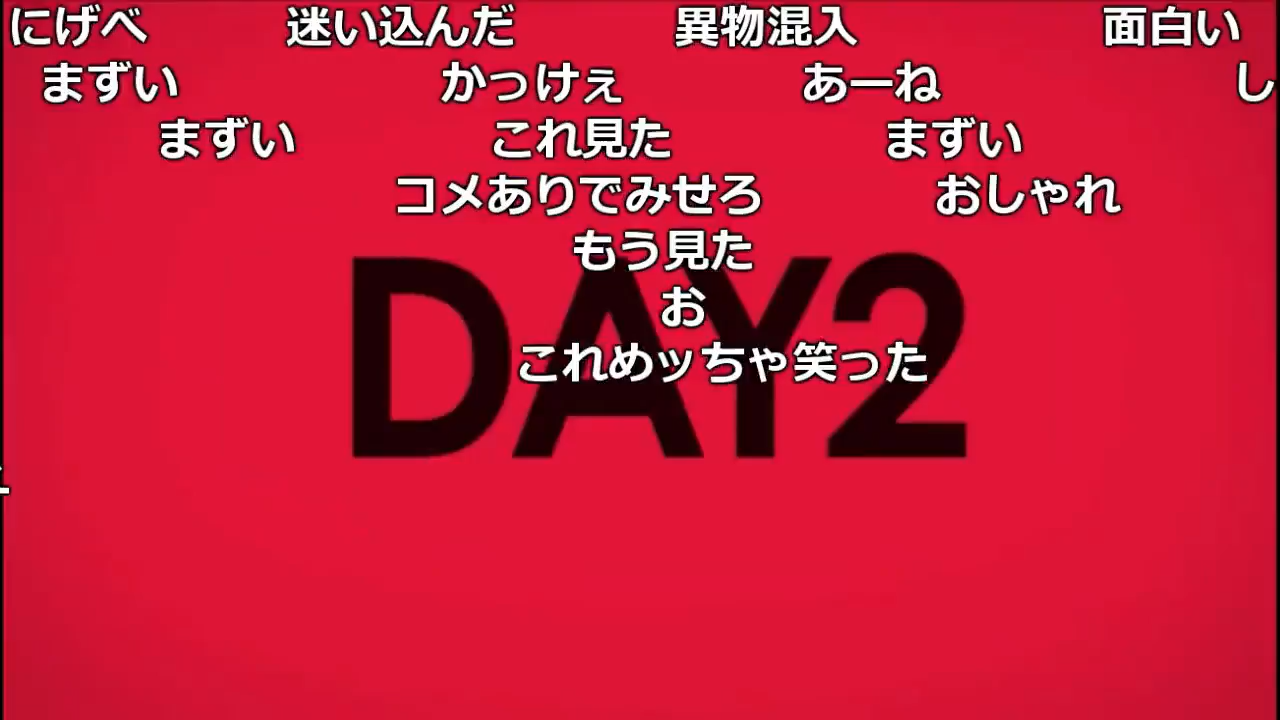 にげべ 迷い込んだ 異物混入 面白い
まずい かっけぇ あーね し
まずい これ見た まずい
コメありでみせろ おしゃれ
もう見た
お
これめッちゃ笑った
DAY2